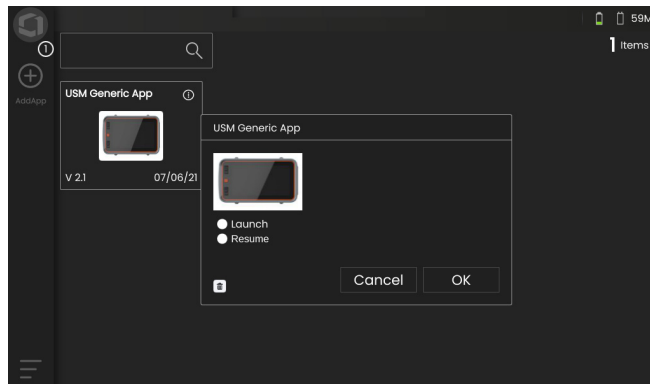 59M
1
1 Items
AddApp
USM Generic App
V 2.1 07/06/21
USM Generic App
Launch
Resume
Cancel OK